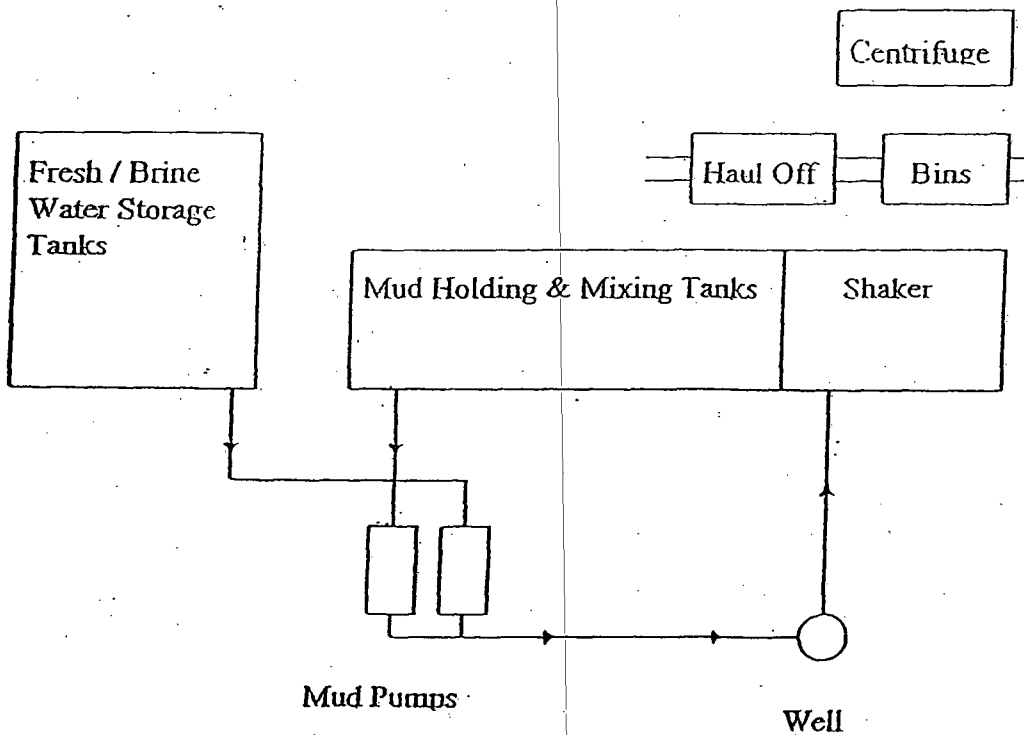 Centrifuge
Fresh / Brine
Water Storage
Tanks
Haul Off
Bins
Mud Holding & Mixing Tanks
Shaker
Mud Pumps
Well